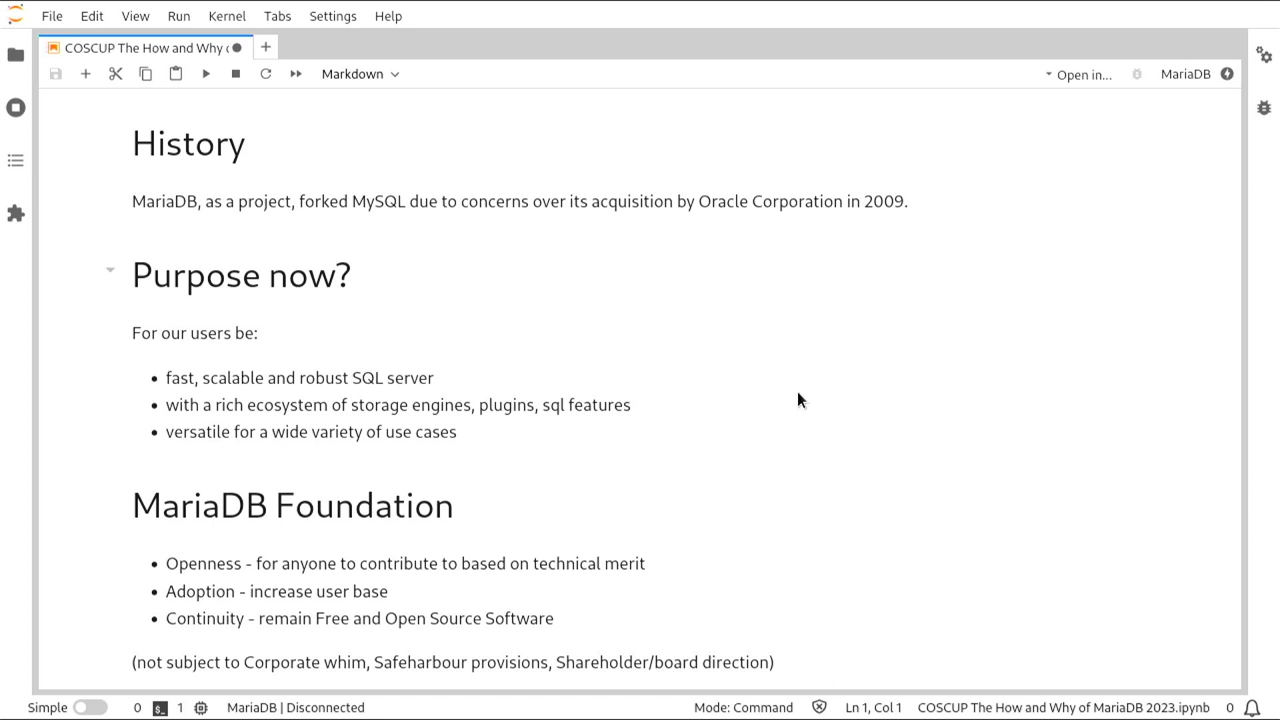 File Edit View Run Kernel Tabs Settings Help
COSCUP The How and Why
Markdown
Open in...
MariaDB
History
MariaDB, as a project, forked MySQL due to concerns over its acquisition by Oracle Corporation in 2009.
Purpose now?
For our users be:
• fast, scalable and robust SQL server
• with a rich ecosystem of storage engines, plugins, sql features
• versatile for a wide variety of use cases
MariaDB Foundation
• Openness - for anyone to contribute to based on technical merit
• Adoption - increase user base
• Continuity - remain Free and Open Source Software
(not subject to Corporate whim, Safeharbour provisions, Shareholder/board direction)
Simple 0 1 MariaDB | Disconnected Mode: Command Ln 1, Col 1 COSCUP The How and Why of MariaDB 2023.ipynb 0